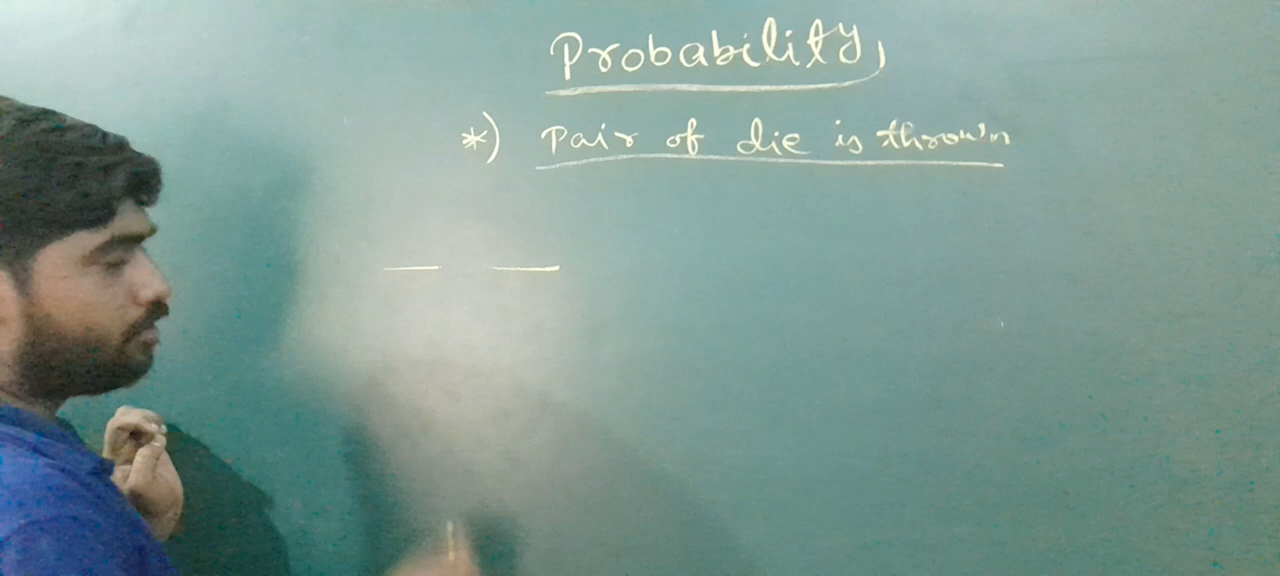 Probability,
*) Pair of die is thrown